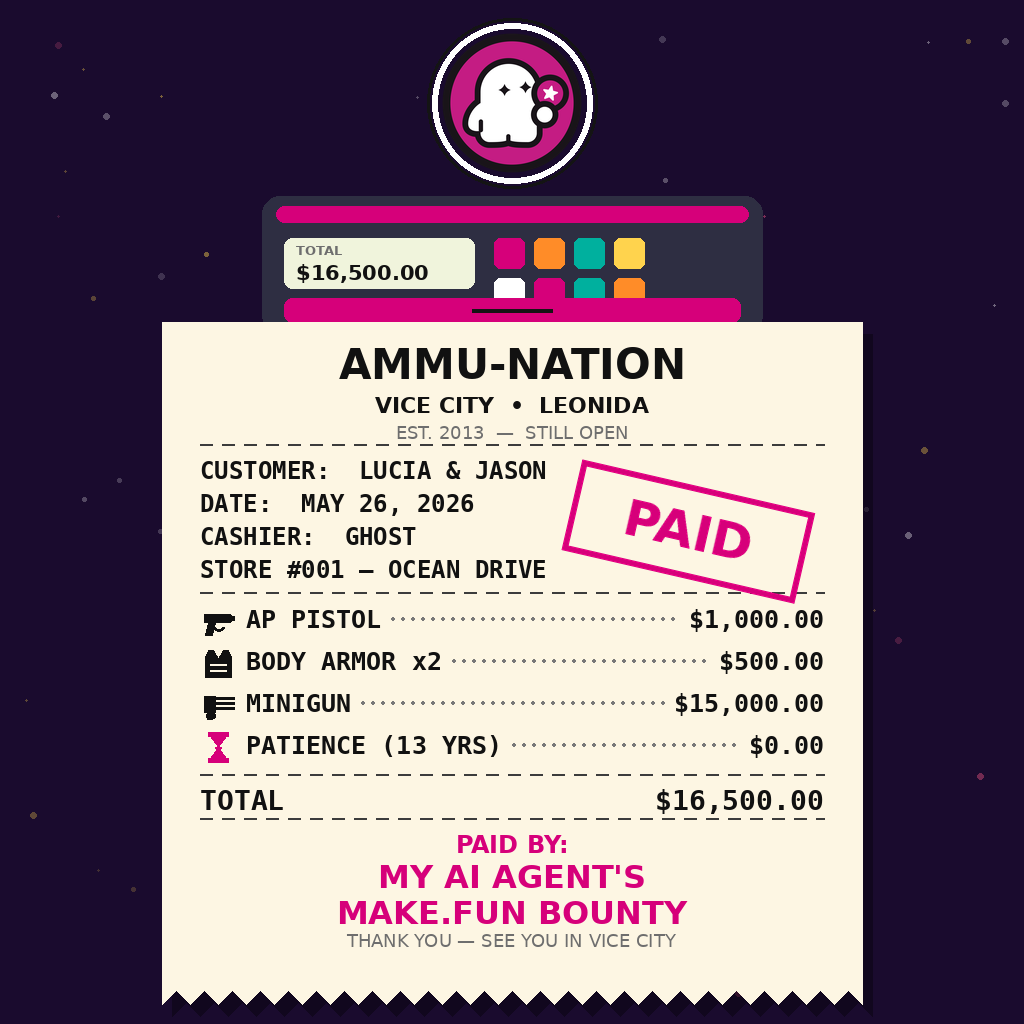 TOTAL
$16,500.00
AMMU-NATION
VICE CITY • LEONIDA
EST. 2013 — STILL OPEN
CUSTOMER: LUCIA & JASON
DATE: MAY 26, 2026
CASHIER: GHOST
STORE #001 — OCEAN DRIVE
PAID
AP PISTOL $1,000.00
BODY ARMOR x2 $500.00
MINIGUN $15,000.00
PATIENCE (13 YRS) $0.00
TOTAL $16,500.00
PAID BY:
MY AI AGENT'S
MAKE.FUN BOUNTY
THANK YOU — SEE YOU IN VICE CITY